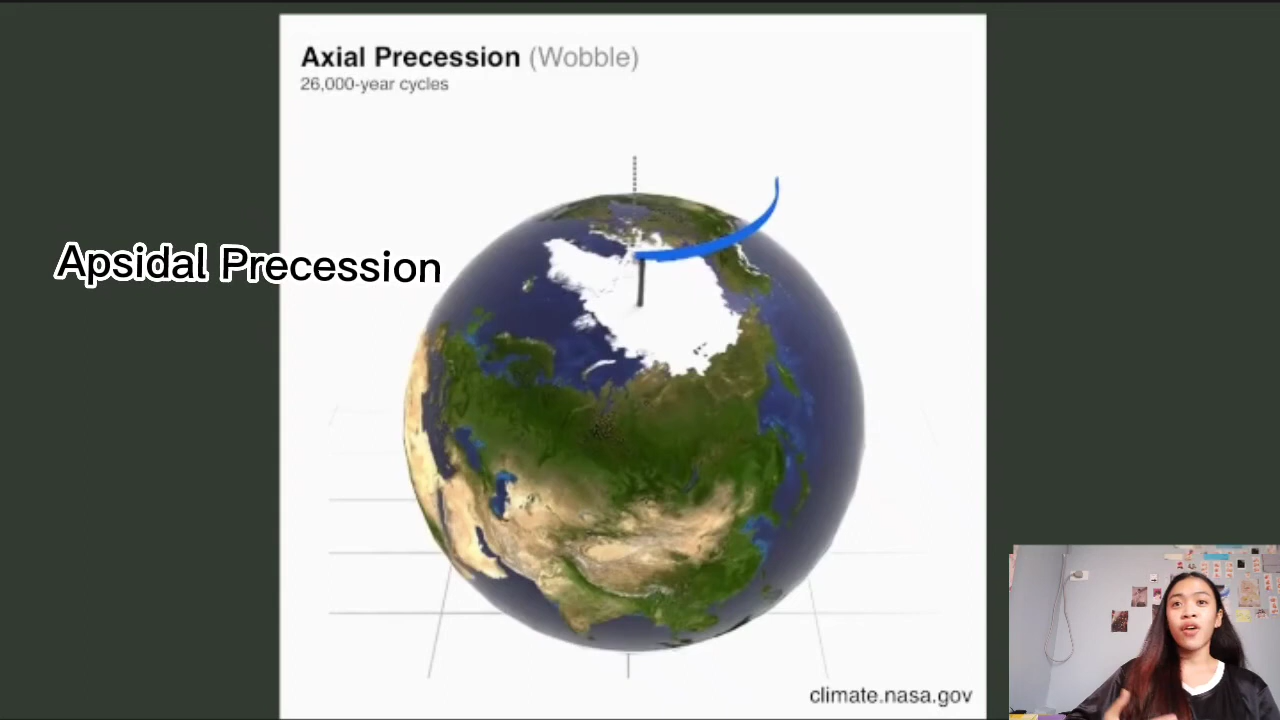 Axial Precession (Wobble)
26,000-year cycles
Apsidal Precession
climate.nasa.gov